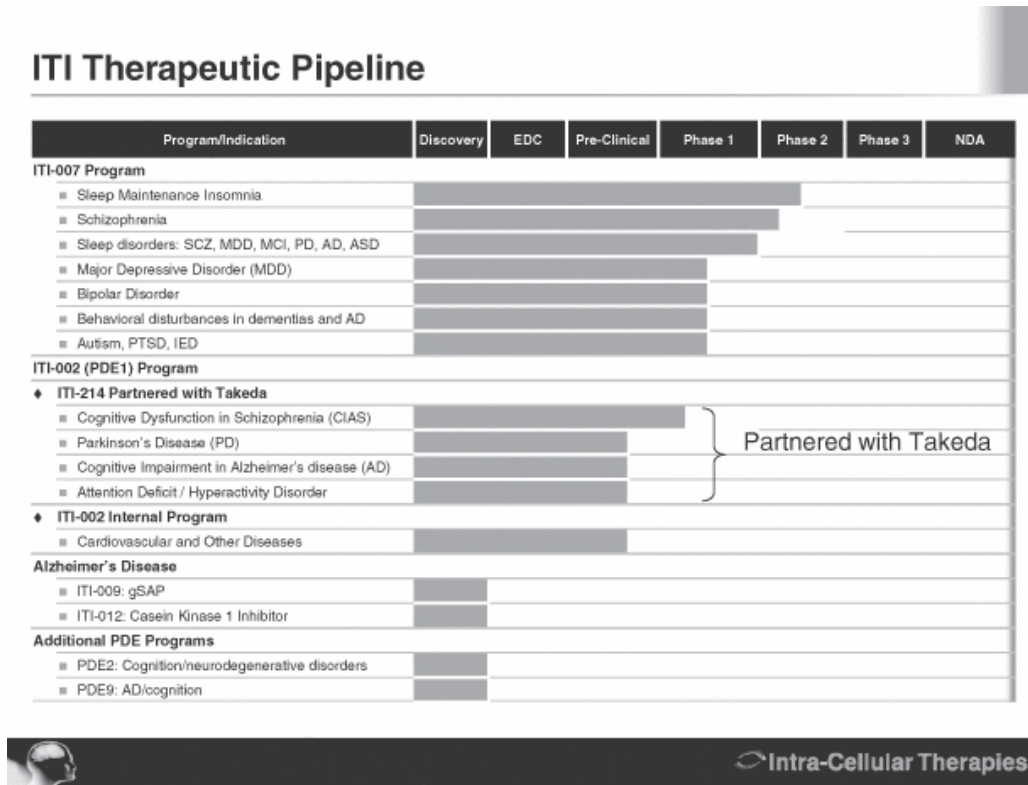 ITI Therapeutic Pipeline
Program/Indication Discovery EDC Pre-Clinical Phase 1 Phase 2 Phase 3 NDA
ITI-007 Program
Sleep Maintenance Insomnia
Schizophrenia
Sleep disorders: SCZ, MDD, MCI, PD, AD, ASD
Major Depressive Disorder (MDD)
Bipolar Disorder
Behavioral disturbances in dementias and AD
Autism, PTSD, IED
ITI-002 (PDE1) Program
ITI-214 Partnered with Takeda
Cognitive Dysfunction in Schizophrenia (CIAS)
Parkinson's Disease (PD)
Partnered with Takeda
Cognitive Impairment in Alzheimer's disease (AD)
Attention Deficit / Hyperactivity Disorder
ITI-002 Internal Program
Cardiovascular and Other Diseases
Alzheimer's Disease
ITI-009: gSAP
ITI-012: Casein Kinase 1 Inhibitor
Additional PDE Programs
PDE2: Cognition/neurodegenerative disorders
PDE9: AD/cognition
Intra-Cellular Therapies